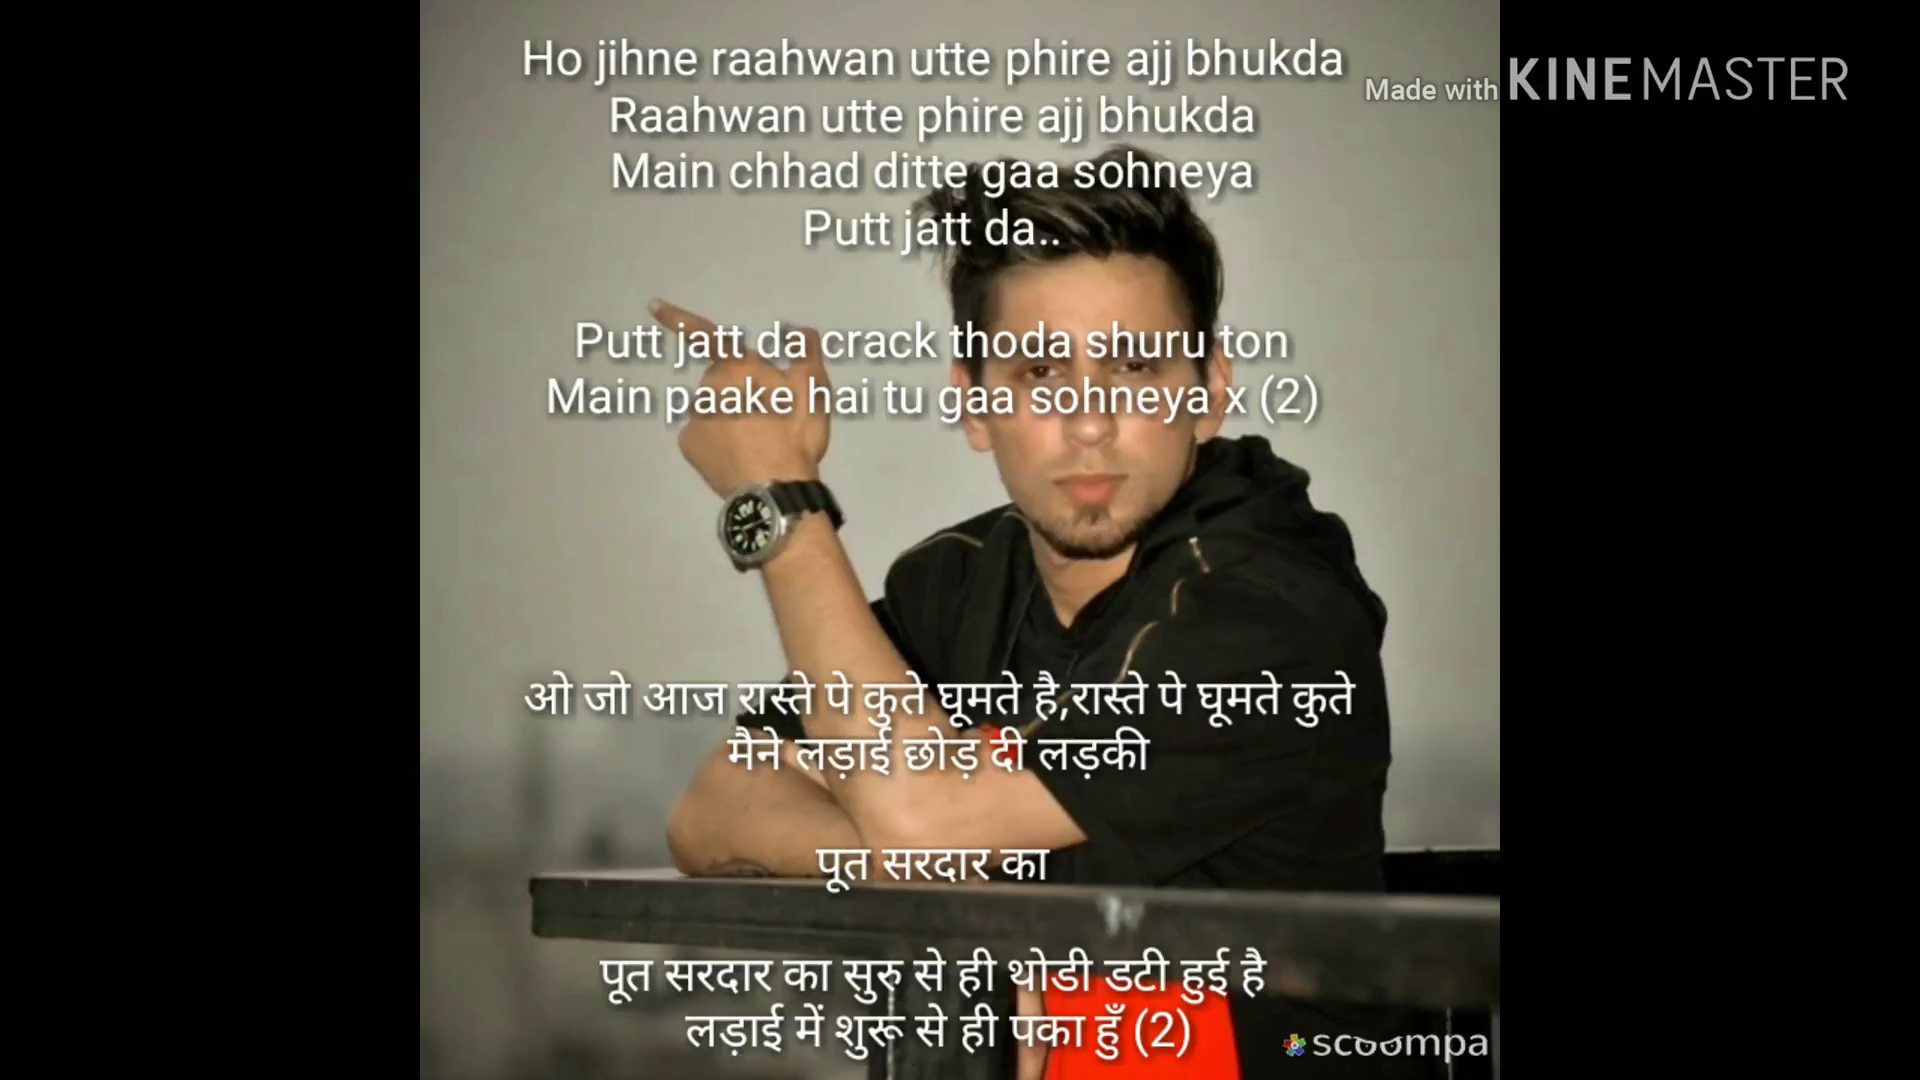 Ho jihne raahwan utte phire ajj bhukda
Raahwan utte phire ajj bhukda
Main chhad ditte gaa sohneya
Putt jatt da..
Putt jatt da crack thoda shuru ton
Main paake hai tu gaa sohneya x (2)
Made with KINEMASTER
ओ जो आज रास्ते पे कुते घूमते है,रास्ते पे घूमते कुते
मैने लड़ाई छोड़ दी लड़की
पूत सरदार का
पूत सरदार का सुरु से ही थोडी डटी हुई है
लड़ाई में शुरू से ही पका हुँ (2)
scoompa